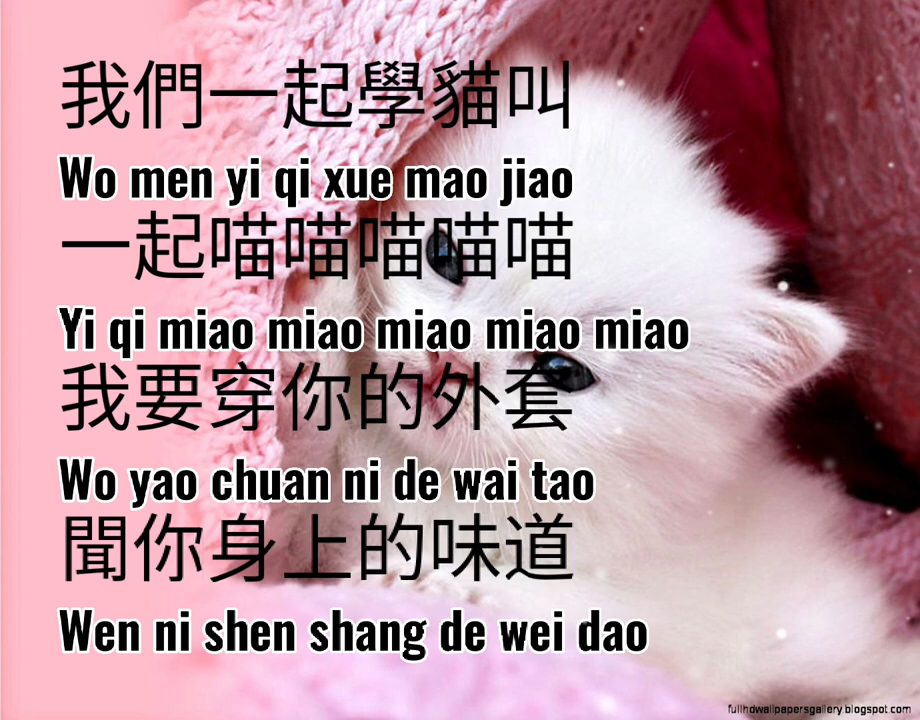 我們一起學貓叫
Wo men yi qi xue mao jiao
一起喵喵喵喵喵
Yi qi miao miao miao miao miao
我要穿你的外套
Wo yao chuan ni de wai tao
聞你身上的味道
Wen ni shen shang de wei dao
fullhdwallpapersgallery.blogspot.com